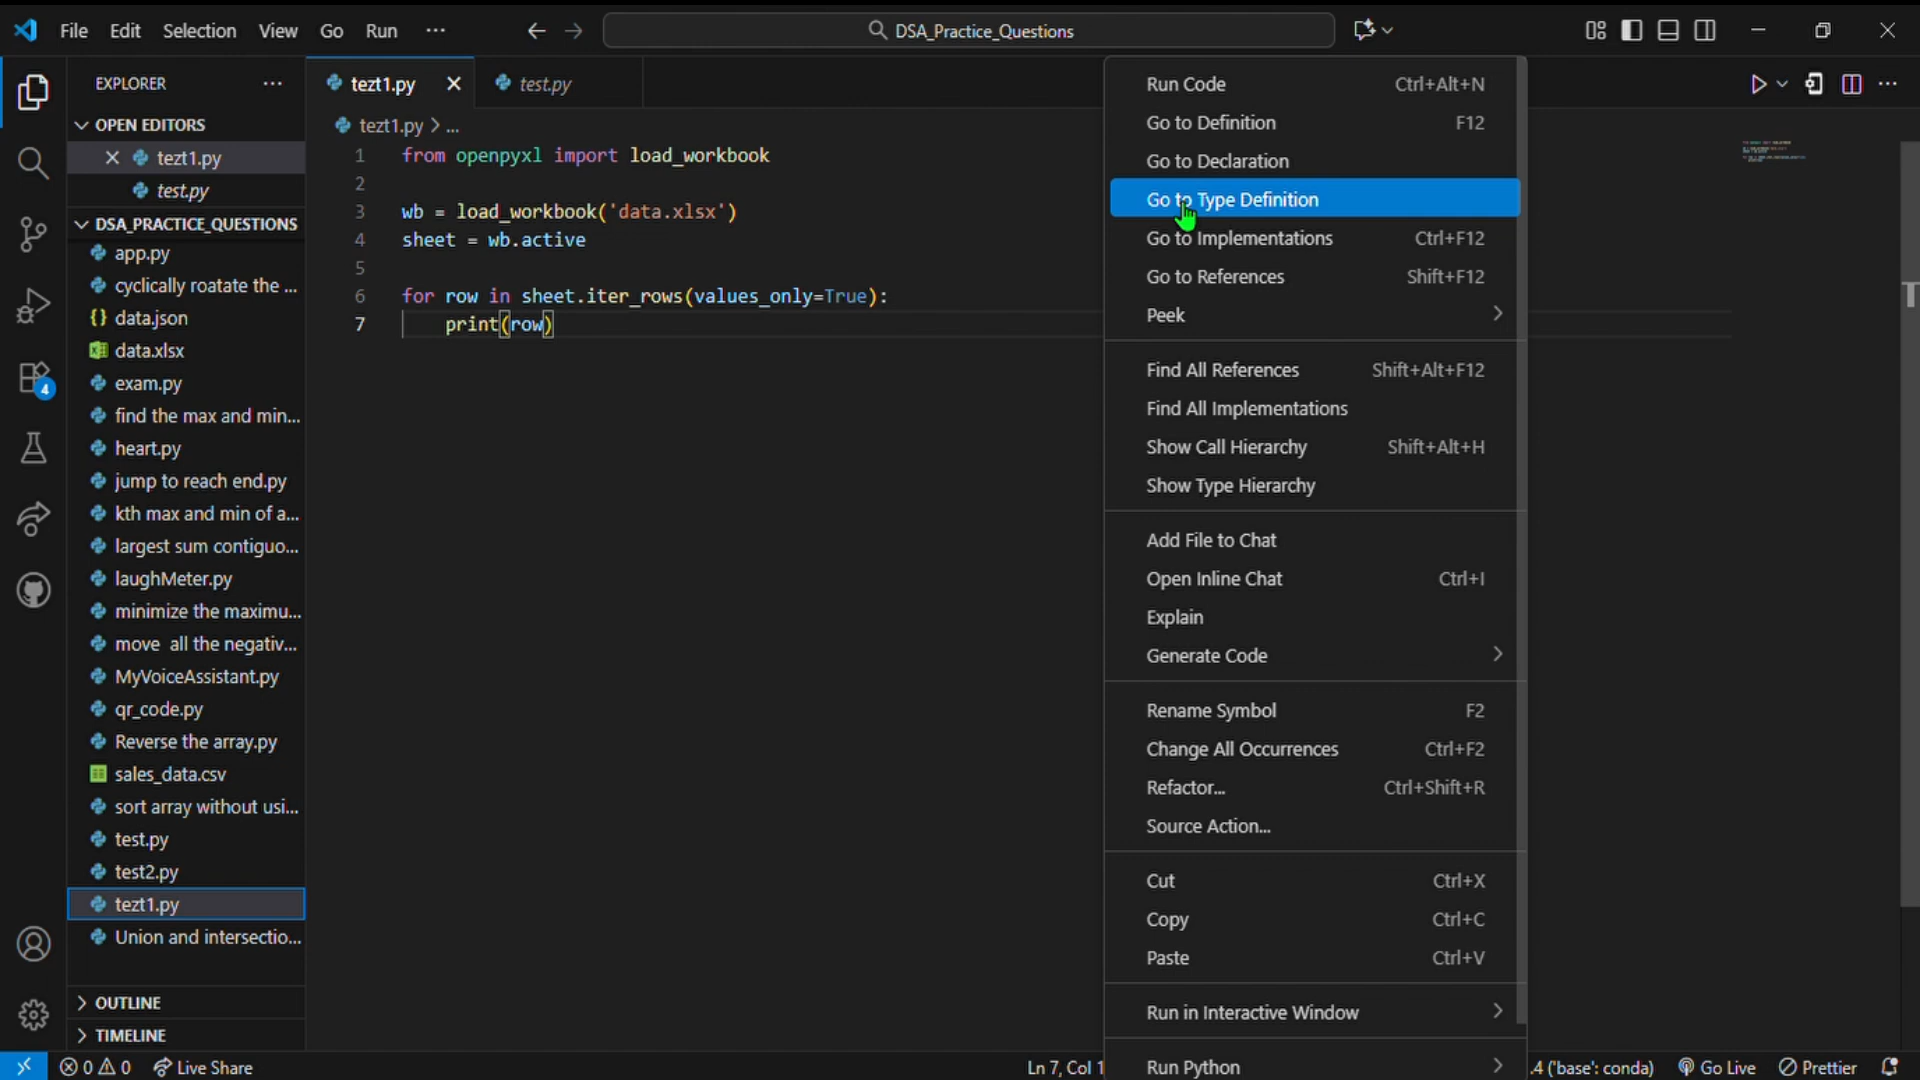 File Edit Selection View Go Run ··· DSA_Practice_Questions
EXPLORER ···
OPEN EDITORS
tezt1.py
test.py
DSA_PRACTICE_QUESTIONS
app.py
cyclically roatate the ...
data.json
data.xlsx
exam.py
find the max and min...
heart.py
jump to reach end.py
kth max and min of a...
largest sum contiguo...
laughMeter.py
minimize the maximu...
move all the negativ...
MyVoiceAssistant.py
qr_code.py
Reverse the array.py
sales_data.csv
sort array without usi...
test.py
test2.py
tezt1.py
Union and intersectio...
OUTLINE
TIMELINE
4
tezt1.py test.py
tezt1.py > ...
1 from openpyxl import load_workbook
2
3 wb = load_workbook('data.xlsx')
4 sheet = wb.active
5
6 for row in sheet.iter_rows(values_only=True):
7 print(row)
Run Code Ctrl+Alt+N
Go to Definition F12
Go to Declaration
Go to Type Definition
Go to Implementations Ctrl+F12
Go to References Shift+F12
Peek
Find All References Shift+Alt+F12
Find All Implementations
Show Call Hierarchy Shift+Alt+H
Show Type Hierarchy
Add File to Chat
Open Inline Chat Ctrl+I
Explain
Generate Code
Rename Symbol F2
Change All Occurrences Ctrl+F2
Refactor... Ctrl+Shift+R
Source Action...
Cut Ctrl+X
Copy Ctrl+C
Paste Ctrl+V
Run in Interactive Window
Run Python
0 0 Live Share Ln 7, Col 1 .4 ('base': conda) Go Live Prettier